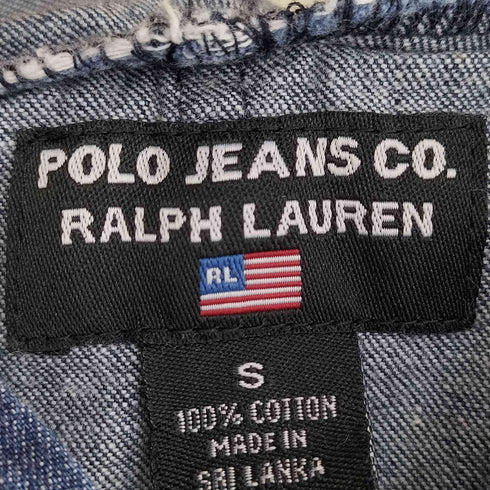 POLO JEANS CO.
RALPH LAUREN
RL
S
100% COTTON
MADE IN
SRI LANKA